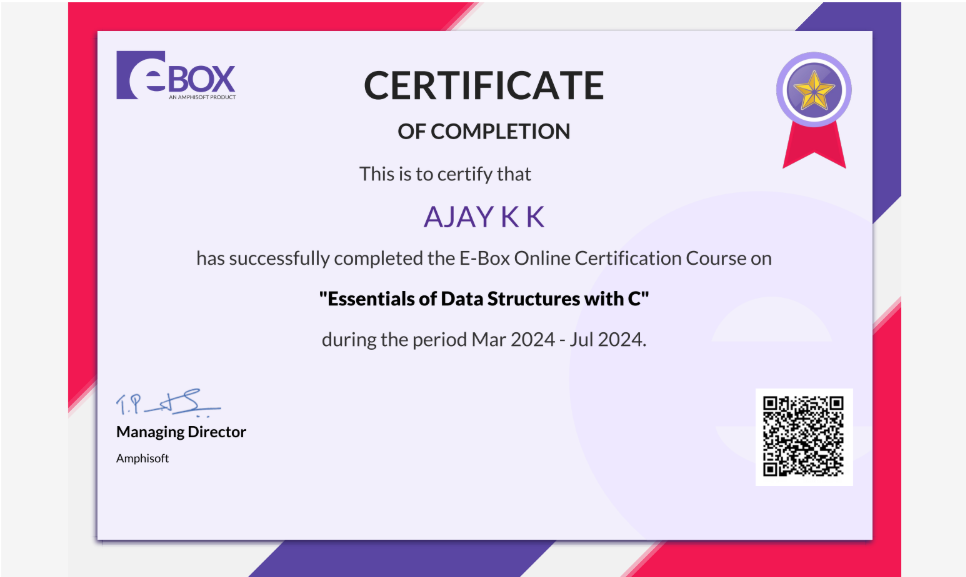 eBOX
AN AMPHISOFT PRODUCT
CERTIFICATE
OF COMPLETION
This is to certify that
AJAY K K
has successfully completed the E-Box Online Certification Course on
"Essentials of Data Structures with C"
during the period Mar 2024 - Jul 2024.
Managing Director
Amphisoft